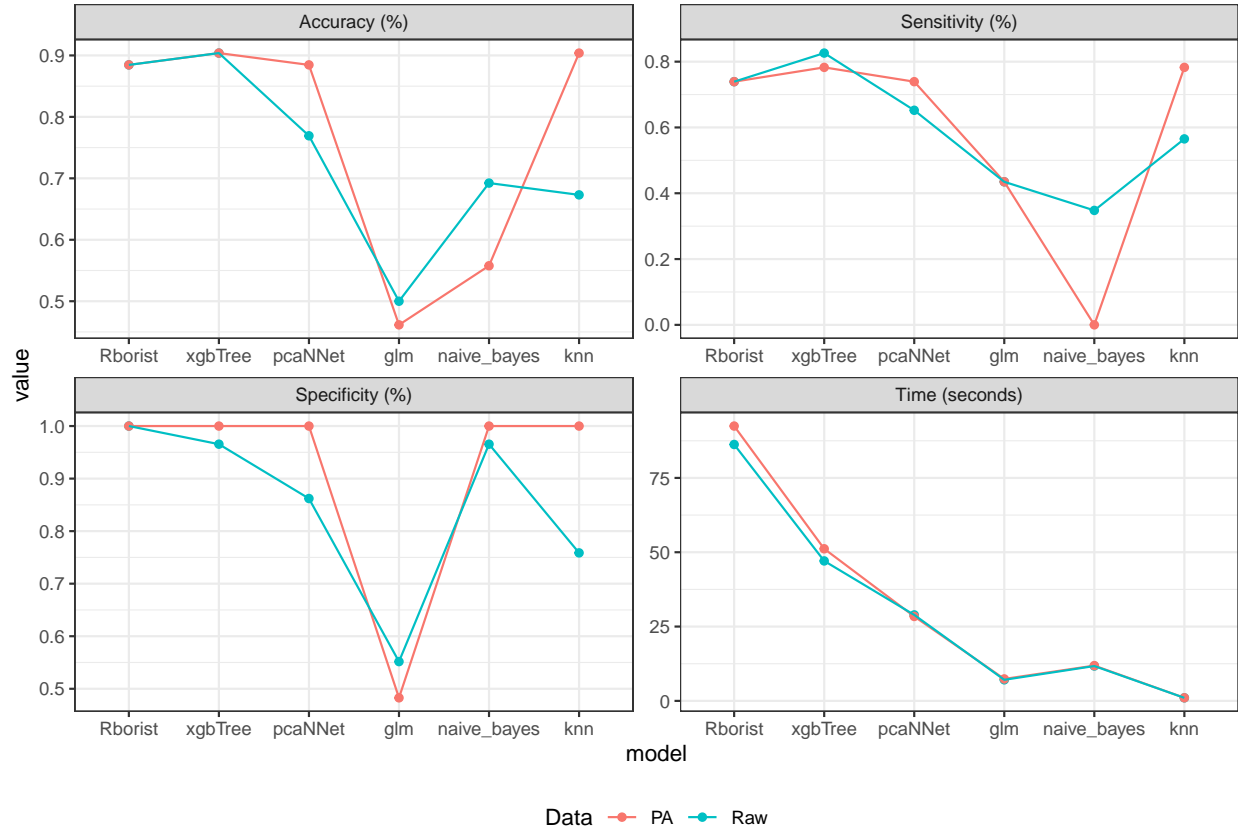 Accuracy (%)
Sensitivity (%)
0.9
0.8
0.7
0.6
0.5
0.8
0.6
0.4
0.2
0.0
Rborist xgbTree pcaNNet glm naive_bayes knn
Rborist xgbTree pcaNNet glm naive_bayes knn
value
Specificity (%)
Time (seconds)
1.0
0.9
0.8
0.7
0.6
0.5
75
50
25
0
Rborist xgbTree pcaNNet glm naive_bayes knn
Rborist xgbTree pcaNNet glm naive_bayes knn
model
Data PA Raw